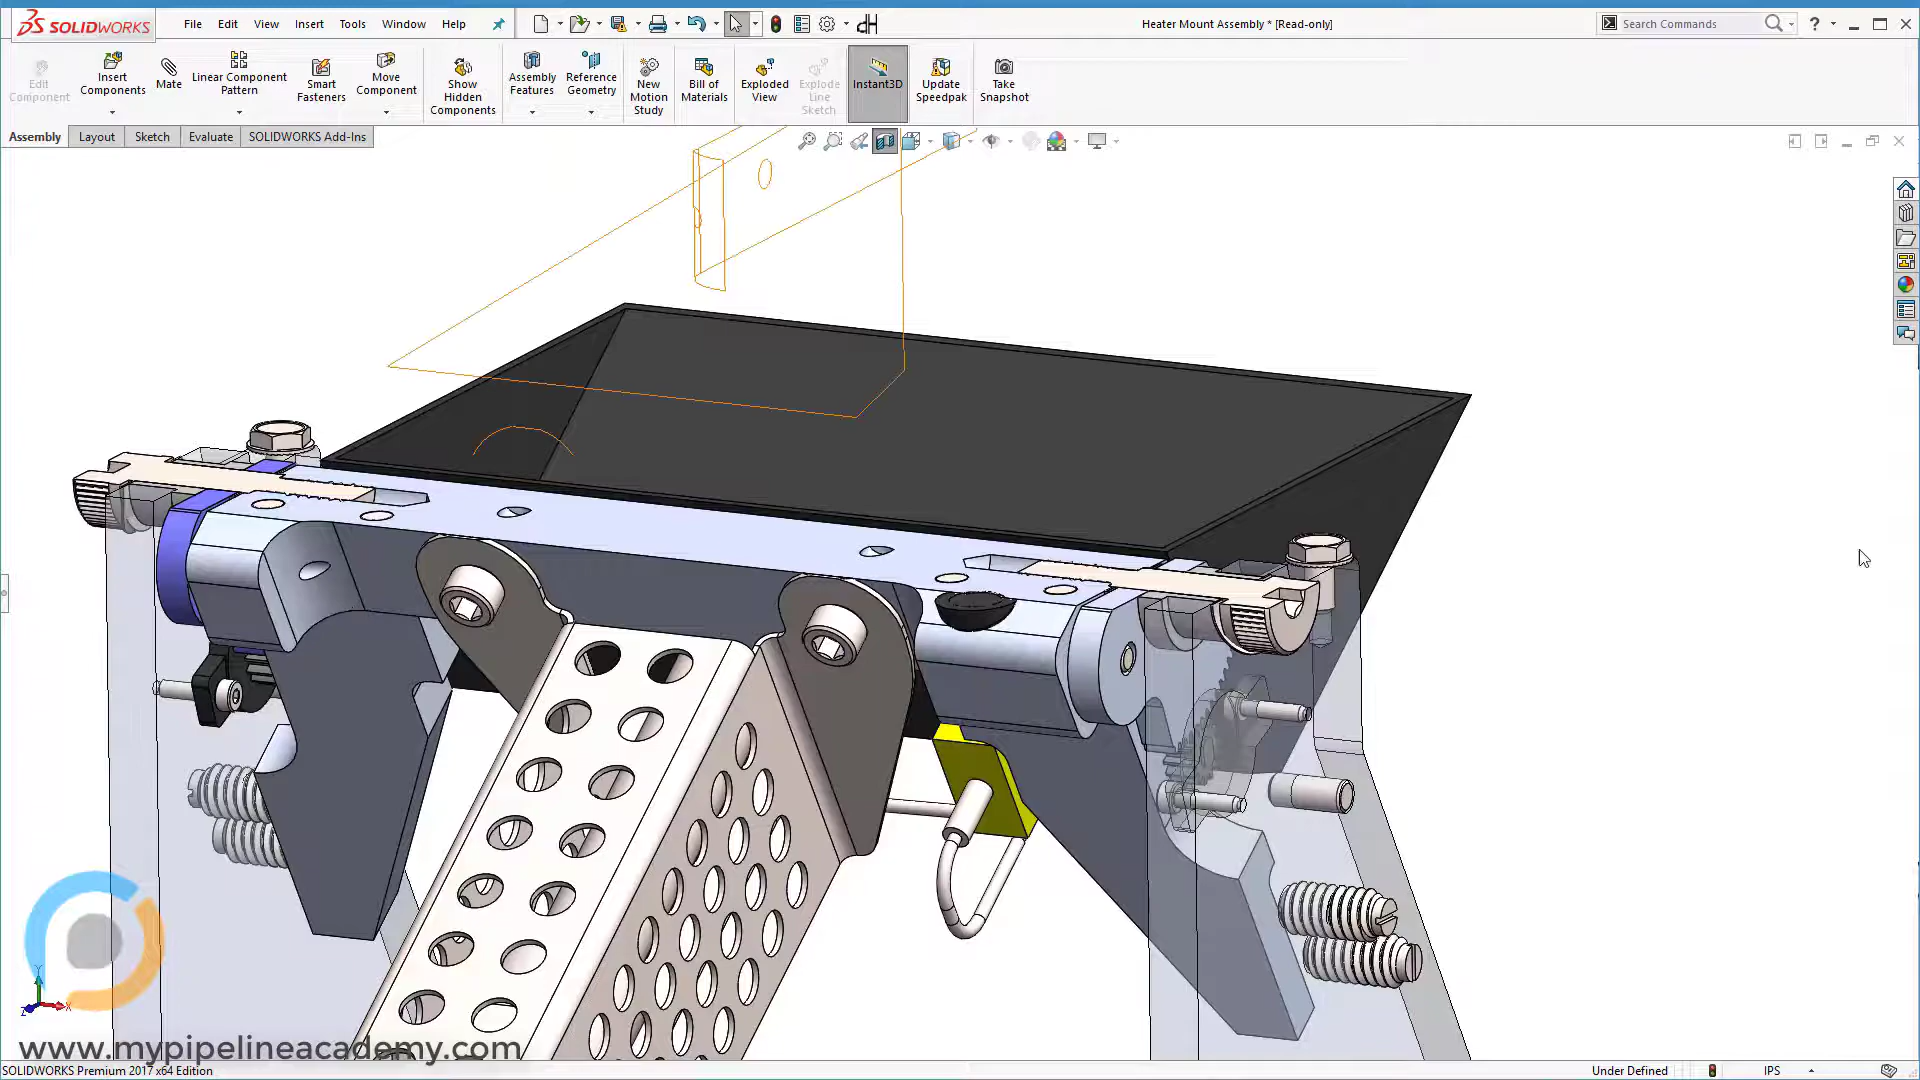 SOLIDWORKS
File Edit View Insert Tools Window Help
Heater Mount Assembly * [Read-only]
Search Commands
Edit Component
Insert Components
Mate
Linear Component Pattern
Smart Fasteners
Move Component
Show Hidden Components
Assembly Features
Reference Geometry
New Motion Study
Bill of Materials
Exploded View
Explode Line Sketch
Instant3D
Update Speedpak
Take Snapshot
Assembly Layout Sketch Evaluate SOLIDWORKS Add-Ins
Y
X
Z
www.mypipelineacademy.com
SOLIDWORKS Premium 2017 x64 Edition
Under Defined
IPS